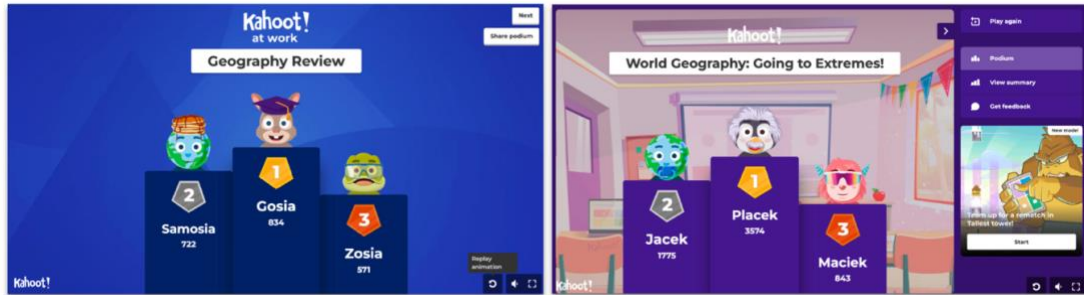 Kahoot!
at work
Next
Share podium
Geography Review
1
2
3
Gosia
834
Samosia
722
Zosia
571
Replay
animation
Kahoot!
Kahoot!
World Geography: Going to Extremes!
1
2
3
Placek
3574
Jacek
1775
Maciek
843
Kahoot!
Play again
Podium
View summary
Get feedback
New mode!
Team up for a rematch in
Tallest tower!
Start